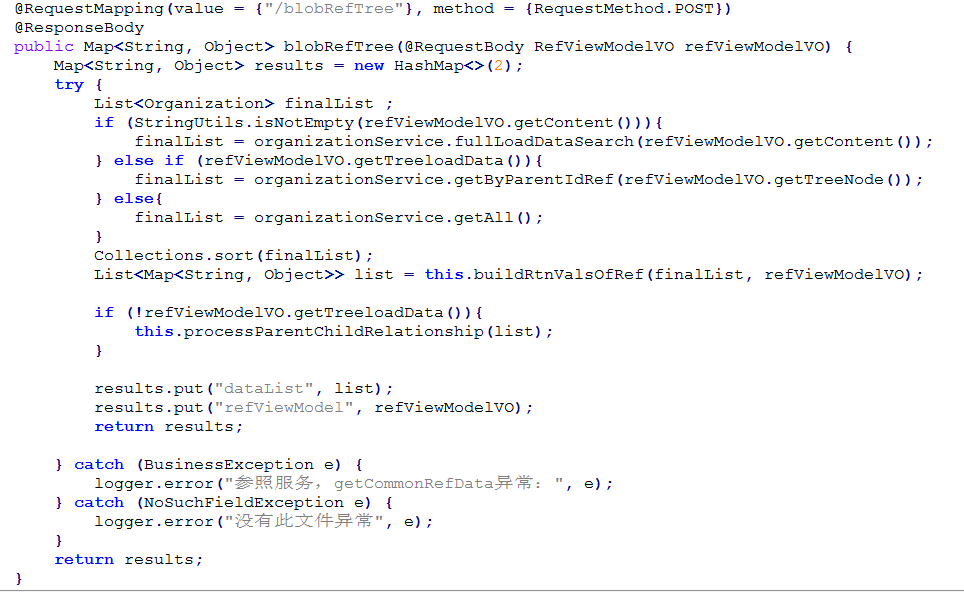 @RequestMapping(value = {"/blobRefTree"}, method = {RequestMethod.POST})
@ResponseBody
public Map<String, Object> blobRefTree(@RequestBody RefViewModelVO refViewModelVO) {
    Map<String, Object> results = new HashMap<>(2);
    try {
        List<Organization> finalList ;
        if (StringUtils.isNotEmpty(refViewModelVO.getContent())){
            finalList = organizationService.fullLoadDataSearch(refViewModelVO.getContent());
        } else if (refViewModelVO.getTreeloadData()){
            finalList = organizationService.getByParentIdRef(refViewModelVO.getTreeNode());
        } else{
            finalList = organizationService.getAll();
        }
        Collections.sort(finalList);
        List<Map<String, Object>> list = this.buildRtnValsOfRef(finalList, refViewModelVO);
        if (!refViewModelVO.getTreeloadData()){
            this.processParentChildRelationship(list);
        }
        results.put("dataList", list);
        results.put("refViewModel", refViewModelVO);
        return results;
    } catch (BusinessException e) {
        logger.error("参照服务，getCommonRefData异常：", e);
    } catch (NoSuchFieldException e) {
        logger.error("没有此文件异常", e);
    }
    return results;
}